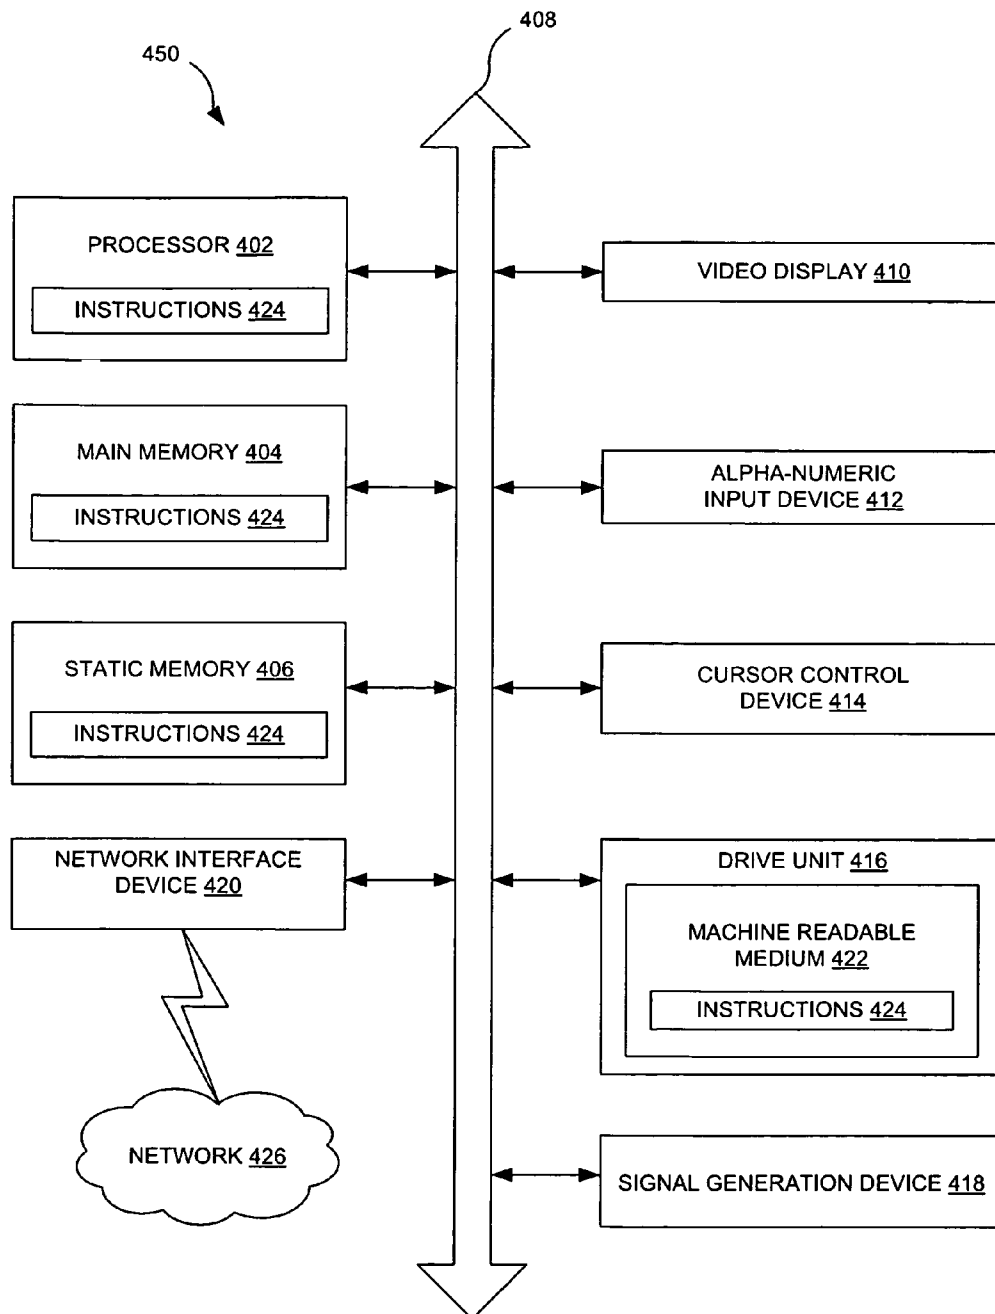 408
450
PROCESSOR 402
INSTRUCTIONS 424
MAIN MEMORY 404
INSTRUCTIONS 424
STATIC MEMORY 406
INSTRUCTIONS 424
NETWORK INTERFACE
DEVICE 420
NETWORK 426
VIDEO DISPLAY 410
ALPHA-NUMERIC
INPUT DEVICE 412
CURSOR CONTROL
DEVICE 414
DRIVE UNIT 416
MACHINE READABLE
MEDIUM 422
INSTRUCTIONS 424
SIGNAL GENERATION DEVICE 418